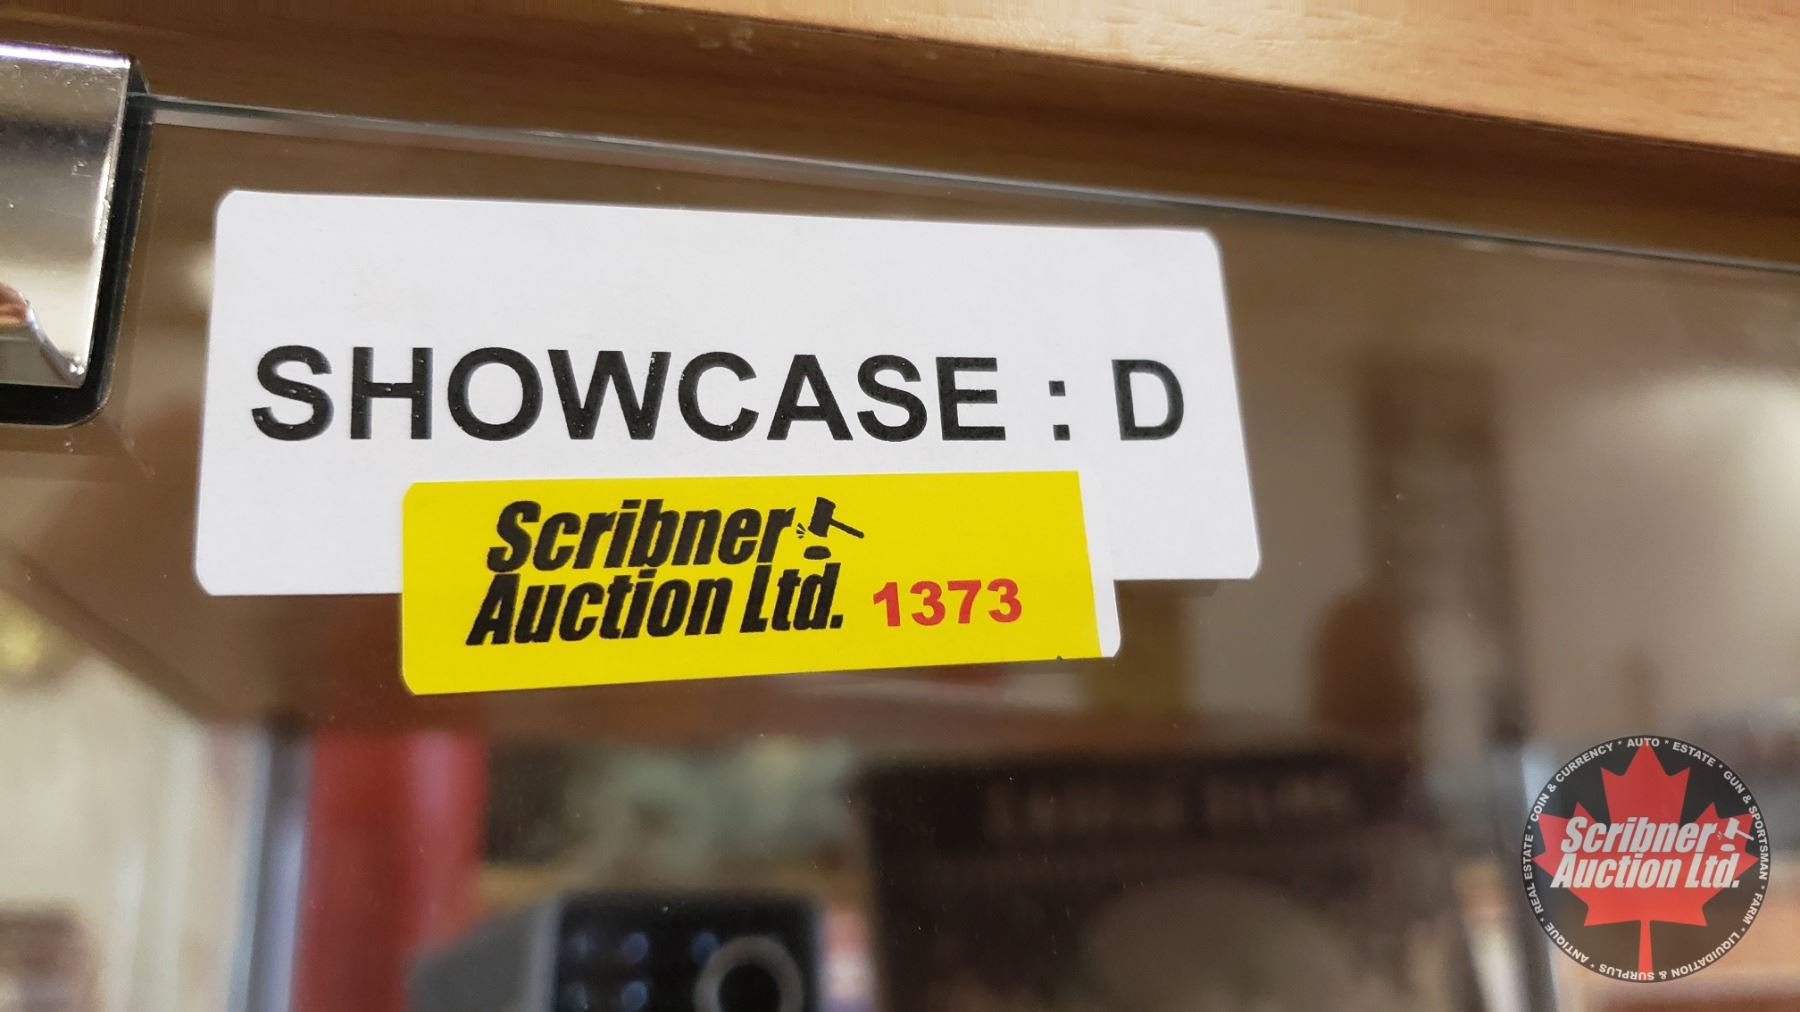 SHOWCASE : D
Scribner
Auction Ltd. 1373
ANTIQUE * REAL ESTATE * COIN & CURRENCY * AUTO * ESTATE * GUN & SPORTSMAN * FARM * LIQUIDATION & SURPLUS *
Scribner
Auction Ltd.